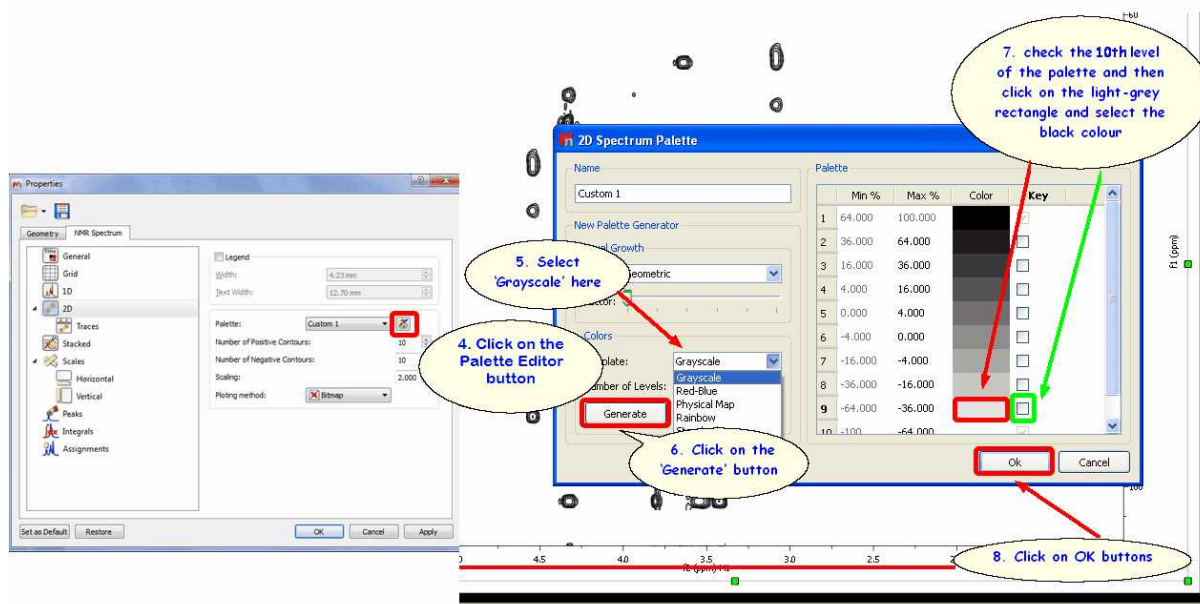 Properties
Geometry
NMR Spectrum
General
Grid
1D
2D
Traces
Stacked
Scales
Horizontal
Vertical
Peaks
Integrals
Assignments
Legend
Width: 4.23 mm
Text Width: 12.70 mm
Palette: Custom 1
Number of Positive Contours: 10
Number of Negative Contours: 10
Scaling: 2.000
Ploting method: Bitmap
Set as Default
Restore
OK
Cancel
Apply
4. Click on the
Palette Editor
button
2D Spectrum Palette
Name
Custom 1
New Palette Generator
Growth
5. Select
'Grayscale' here
Colors
Grayscale
Grayscale
Red-Blue
Physical Map
Rainbow
Number of Levels:
Generate
6. Click on the
'Generate' button
Palette
Min % Max % Color Key
1 64.000 100.000
2 36.000 64.000
3 16.000 36.000
4 4.000 16.000
5 0.000 4.000
6 -4.000 0.000
7 -16.000 -4.000
8 -36.000 -16.000
9 -64.000 -36.000
10 -100 -64.000
Ok
Cancel
7. check the 10th level
of the palette and then
click on the light-grey
rectangle and select the
black colour
8. Click on OK buttons
-60
f1 (ppm)
-100
4.5 4.0 3.5 3.0 2.5